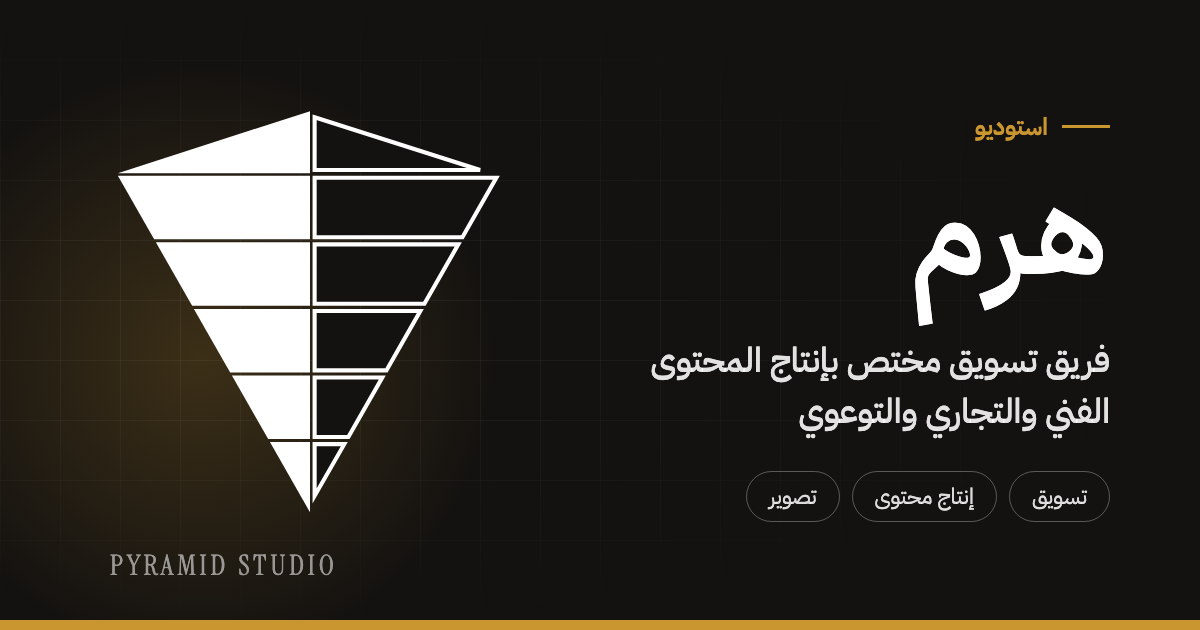 استوديو
هرم
فريق تسويق مختص بإنتاج المحتوى
الفني والتجاري والتوعوي
تسويق إنتاج محتوى تصوير
PYRAMID STUDIO